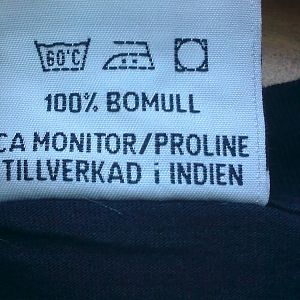 60°C
100% BOMULL
CA MONITOR/PROLINE
TILLVERKAD i INDIEN